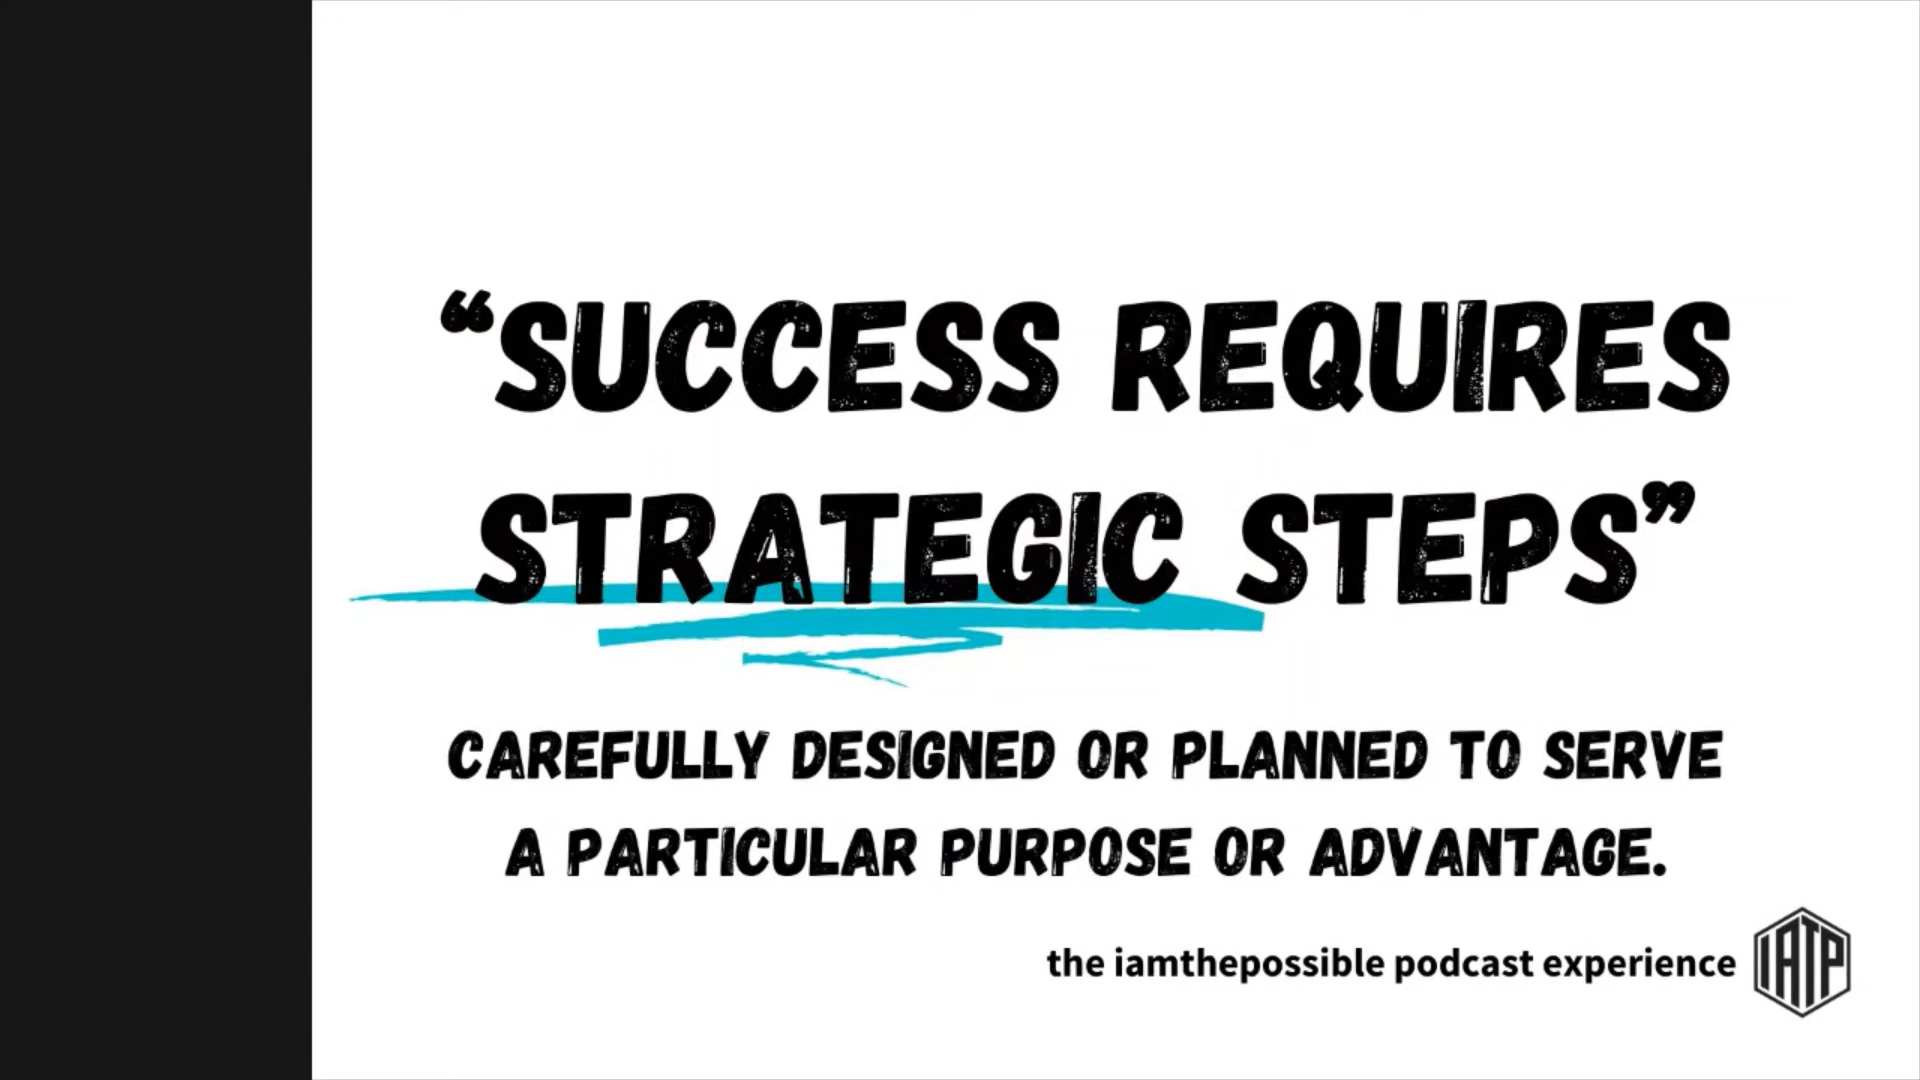 “SUCCESS REQUIRES
STRATEGIC STEPS”
CAREFULLY DESIGNED OR PLANNED TO SERVE
A PARTICULAR PURPOSE OR ADVANTAGE.
the iamthepossible podcast experience
IATP